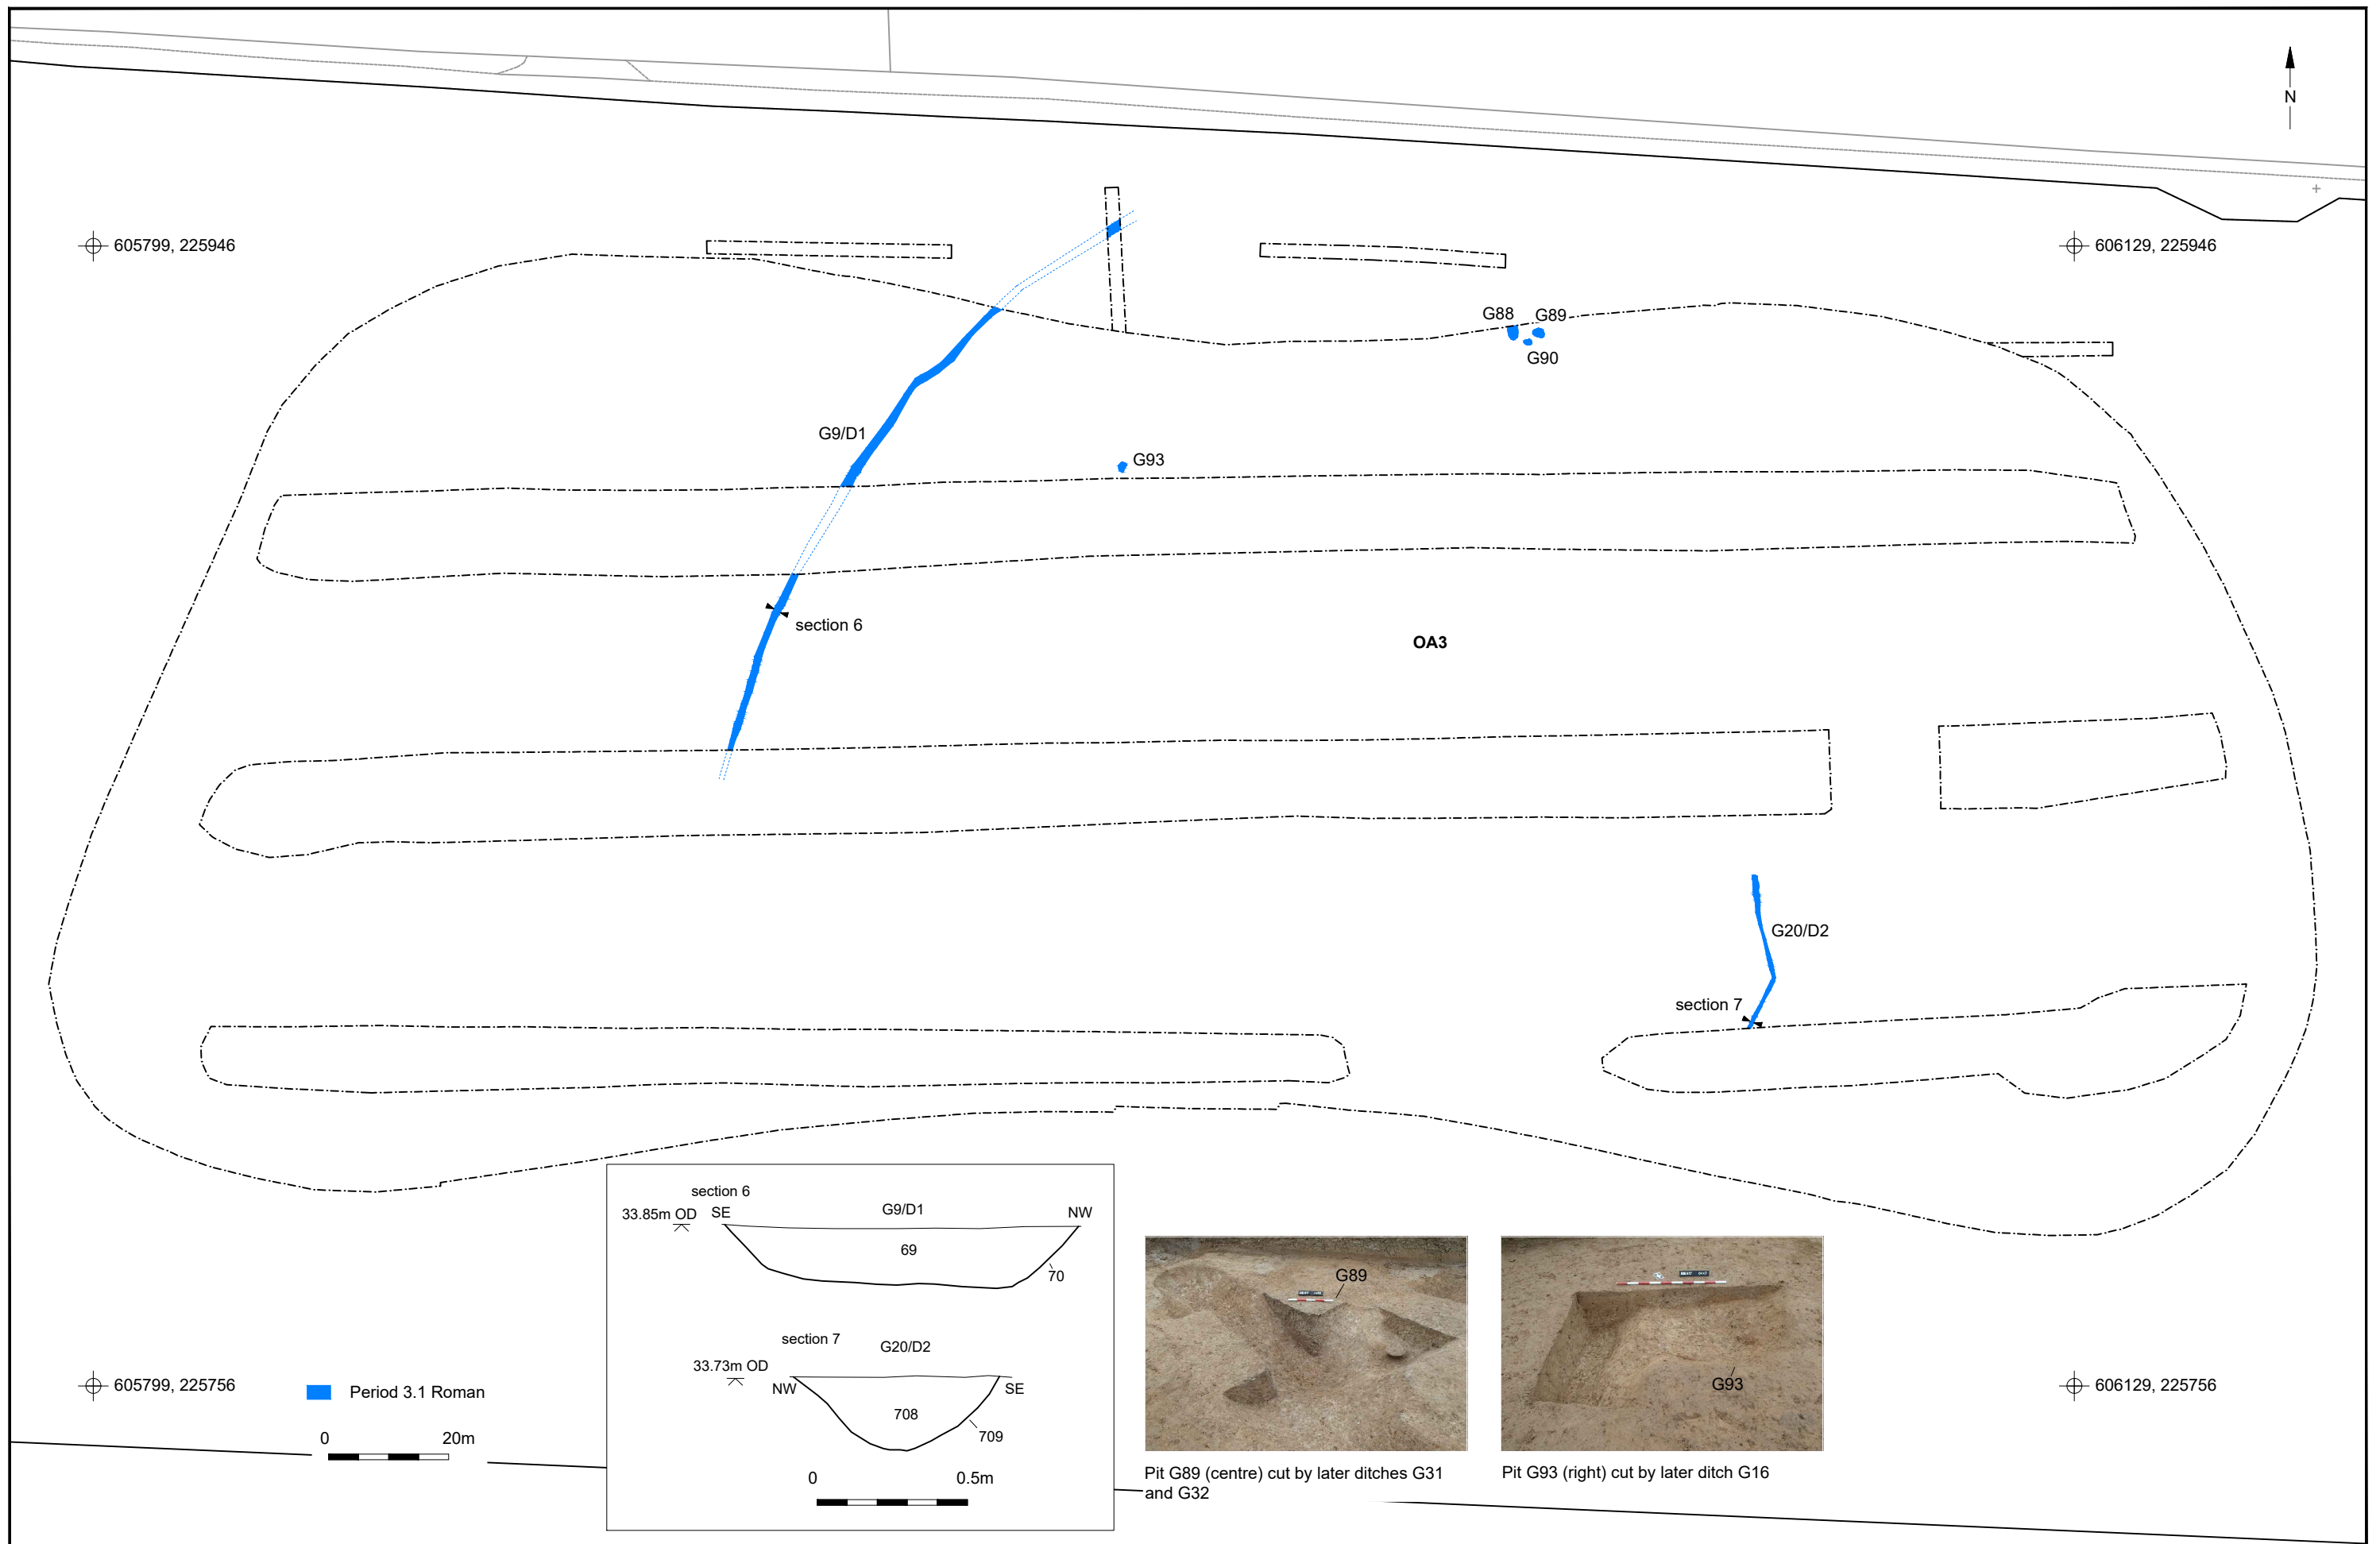 N
605799, 225946
606129, 225946
G88
G89
G90
G9/D1
G93
section 6
OA3
G20/D2
section 7
section 6
33.85m OD
SE
G9/D1
NW
69
70
section 7
G20/D2
33.73m OD
NW
SE
708
709
0
0.5m
G89
G93
605799, 225756
606129, 225756
Period 3.1 Roman
0
20m
Pit G89 (centre) cut by later ditches G31
and G32
Pit G93 (right) cut by later ditch G16